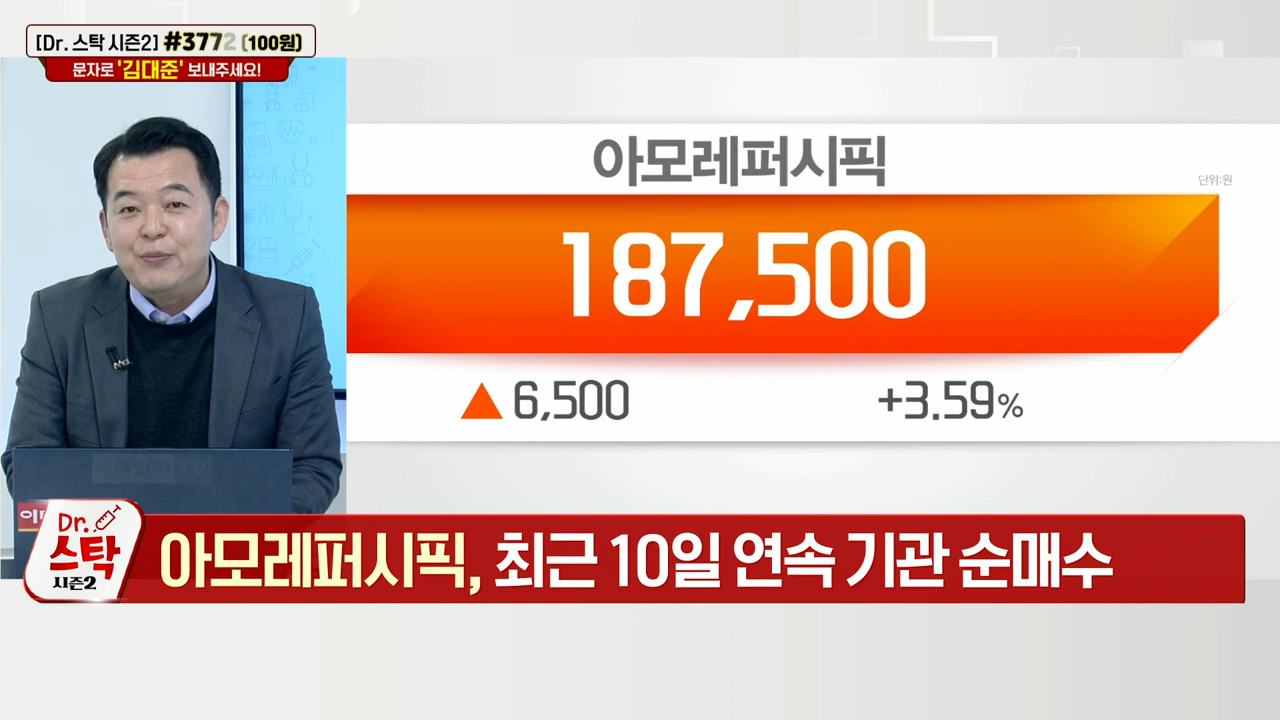 [Dr. 스탁 시즌2] #3772 (100원)
문자로 '김대준' 보내주세요!
아모레퍼시픽
단위:원
187,500
▲ 6,500
+3.59%
Dr.
스탁
시즌2
아모레퍼시픽, 최근 10일 연속 기관 순매수